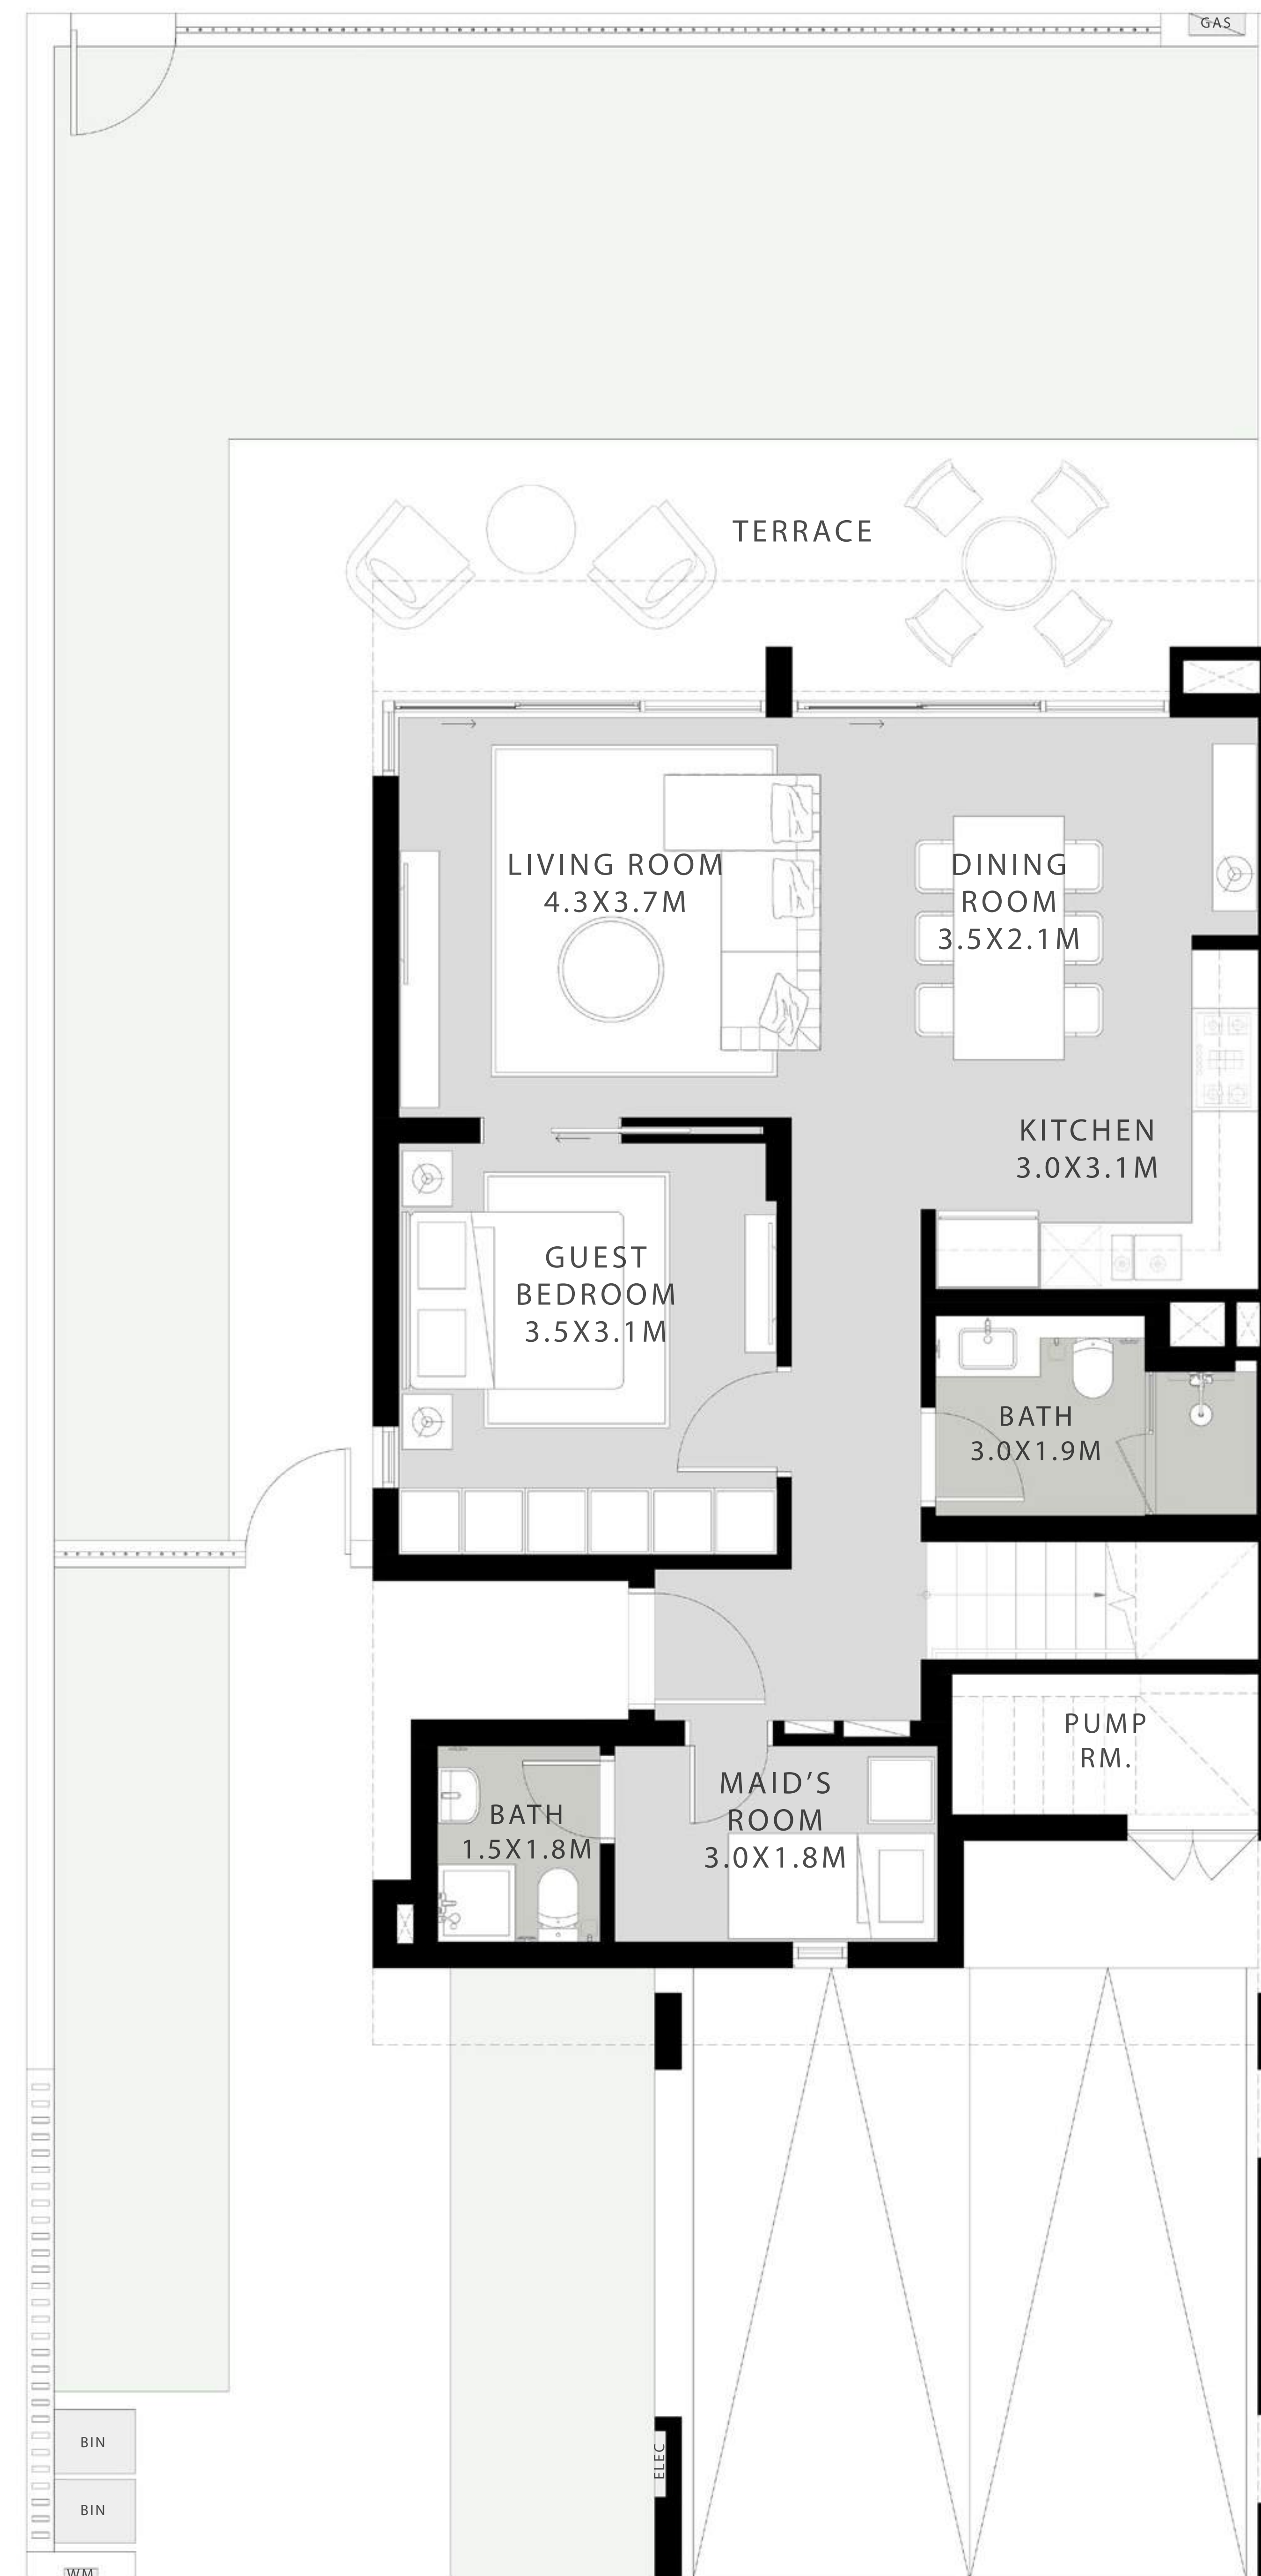 GAS
TERRACE
LIVING ROOM
4.3X3.7M
DINING
ROOM
3.5X2.1M
KITCHEN
3.0X3.1M
GUEST
BEDROOM
3.5X3.1M
BATH
3.0X1.9M
PUMP
RM.
MAID’S
ROOM
3.0X1.8M
BATH
1.5X1.8M
BIN
ELEC
BIN
WM